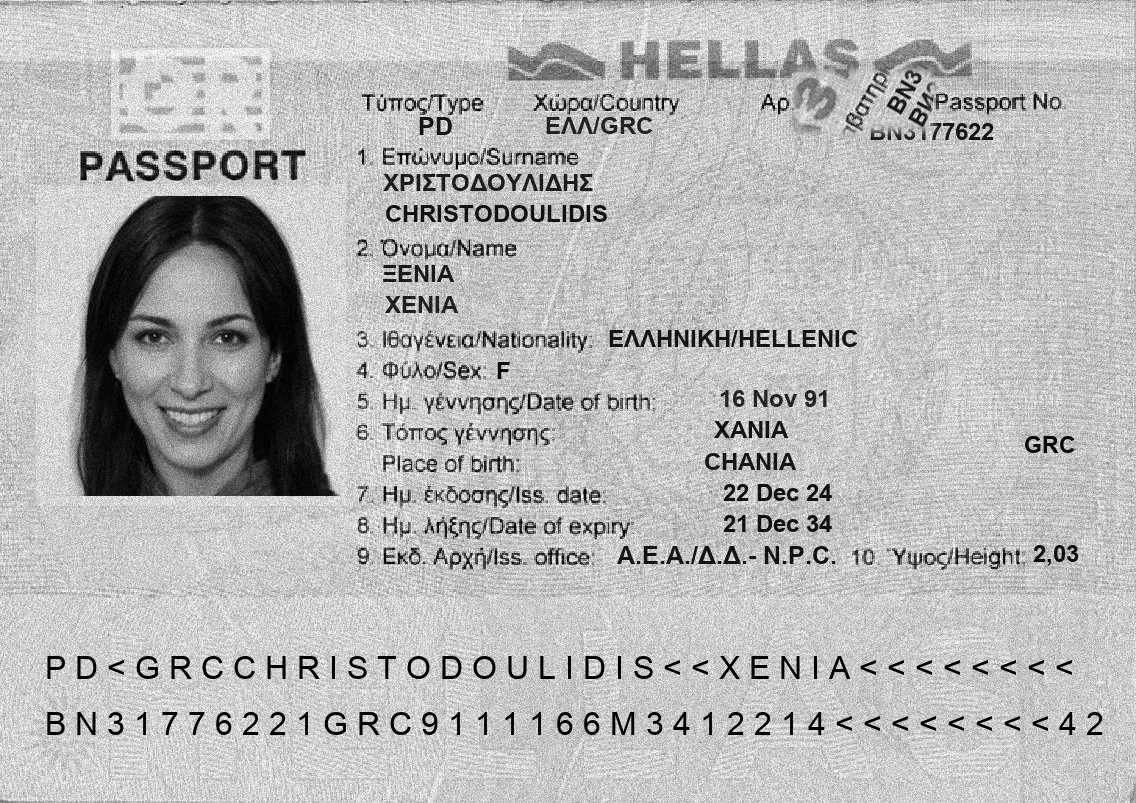 HELLAS
Τύπος/Type Χώρα/Country Αρ Passport No.
PD ΕΛΛ/GRC BN3177622
βατηρ BN3
PASSPORT
1. Επώνυμο/Surname
ΧΡΙΣΤΟΔΟΥΛΙΔΗΣ
CHRISTODOULIDIS
2. Όνομα/Name
ΞΕΝΙΑ
XENIA
3. Ιθαγένεια/Nationality: ΕΛΛΗΝΙΚΗ/HELLENIC
4. Φύλο/Sex: F
5. Ημ. γέννησης/Date of birth: 16 Nov 91
6. Τόπος γέννησης: ΧΑΝΙΑ
Place of birth: CHANIA GRC
7. Ημ. έκδοσης/Iss. date: 22 Dec 24
8. Ημ. λήξης/Date of expiry: 21 Dec 34
9. Εκδ. Αρχή/Iss. office: Α.Ε.Α./Δ.Δ.- N.P.C. 10. Ύψος/Height: 2,03
PD<GRCCHRISTODOULIDIS<<XENIA<<<<<<<<
BN31776221GRC9111166M3412214<<<<<<<<42